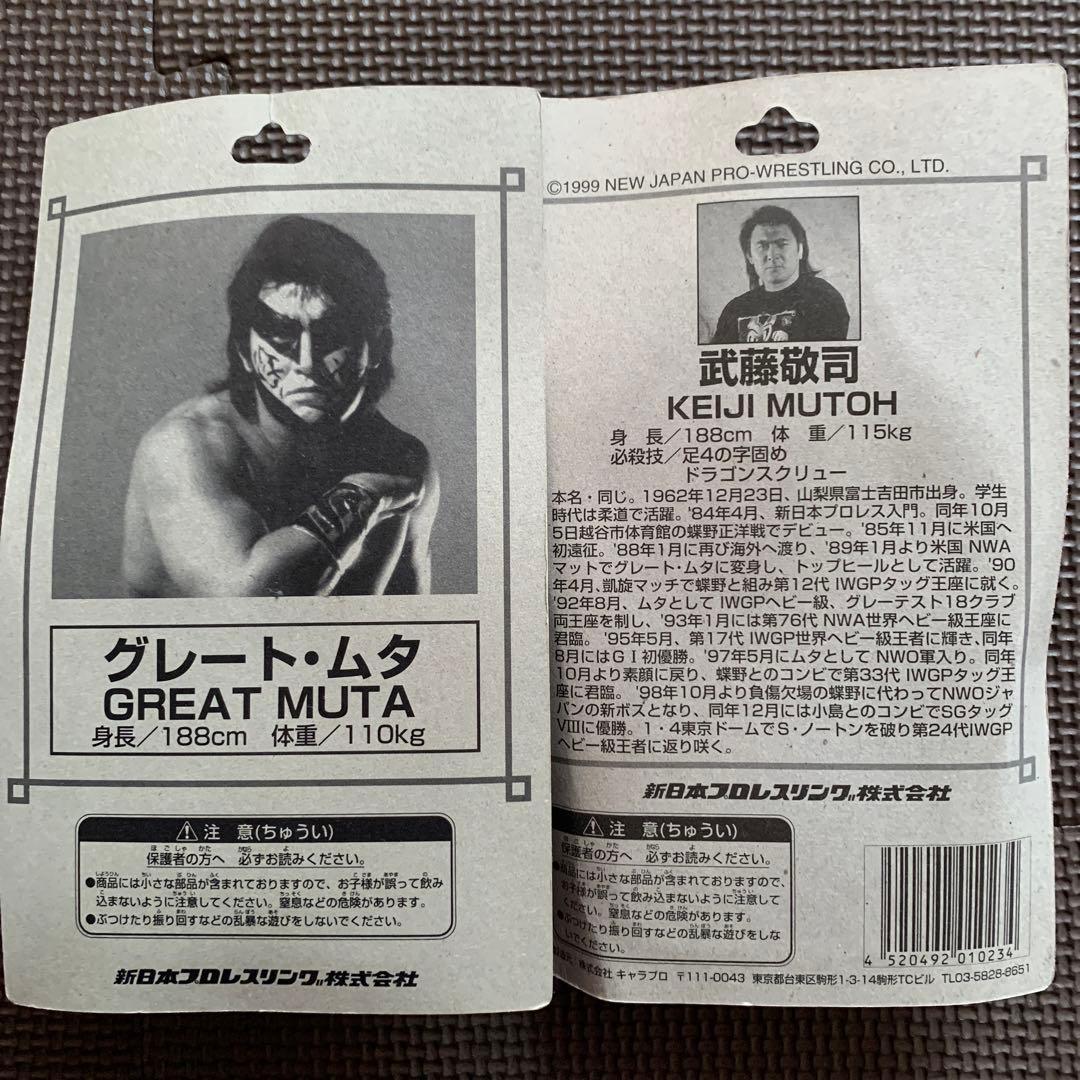 グレート・ムタ
GREAT MUTA
身長／188cm 体重／110kg
⚠注 意(ちゅうい)
保護者の方へ 必ずお読みください。
●商品には小さな部品が含まれておりますので、お子様が誤って飲み
込まないように注意してください。窒息などの危険があります。
●ぶつけたり振り回すなどの乱暴な遊びをしないでください。
新日本プロレスリング株式会社
©1999 NEW JAPAN PRO-WRESTLING CO., LTD.
武藤敬司
KEIJI MUTOH
身 長／188cm 体 重／115kg
必殺技／足4の字固め
ドラゴンスクリュー
本名・同じ。1962年12月23日、山梨県富士吉田市出身。学生
時代は柔道で活躍。'84年4月、新日本プロレス入門。同年10月
5日越谷市体育館の蝶野正洋戦でデビュー。'85年11月に米国へ
初遠征。'88年1月に再び海外へ渡り、'89年1月より米国 NWA
マットでグレート・ムタに変身し、トップヒールとして活躍。'90
年4月、凱旋マッチで蝶野と組み第12代 IWGPタッグ王座に就く。
'92年8月、ムタとして IWGPヘビー級、グレーテスト18クラブ
両王座を制し、'93年1月には第76代 NWA世界ヘビー級王座に
君臨。'95年5月、第17代 IWGP世界ヘビー級王者に輝き、同年
8月にはGⅠ初優勝。'97年5月にムタとして NWO軍入り。同年
10月より素顔に戻り、蝶野とのコンビで第33代 IWGPタッグ王
座に君臨。'98年10月より負傷欠場の蝶野に代わってNWOジャ
パンの新ボスとなり、同年12月には小島とのコンビでSGタッグ
Ⅷに優勝。1・4東京ドームでS・ノートンを破り第24代IWGP
ヘビー級王者に返り咲く。
新日本プロレスリング株式会社
⚠注 意(ちゅうい)
保護者の方へ 必ずお読みください。
商品には小さな部品が含まれておりますので、
お子様が誤って飲み込まないように注意して
ください。窒息などの危険があります。
●ぶつけたり振り回すなどの乱暴な遊びをしな
いでください。
株式会社 キャラプロ 〒111-0043 東京都台東区駒形1-3-14駒形TCビル TEL03-5828-8651
4 520492 010234